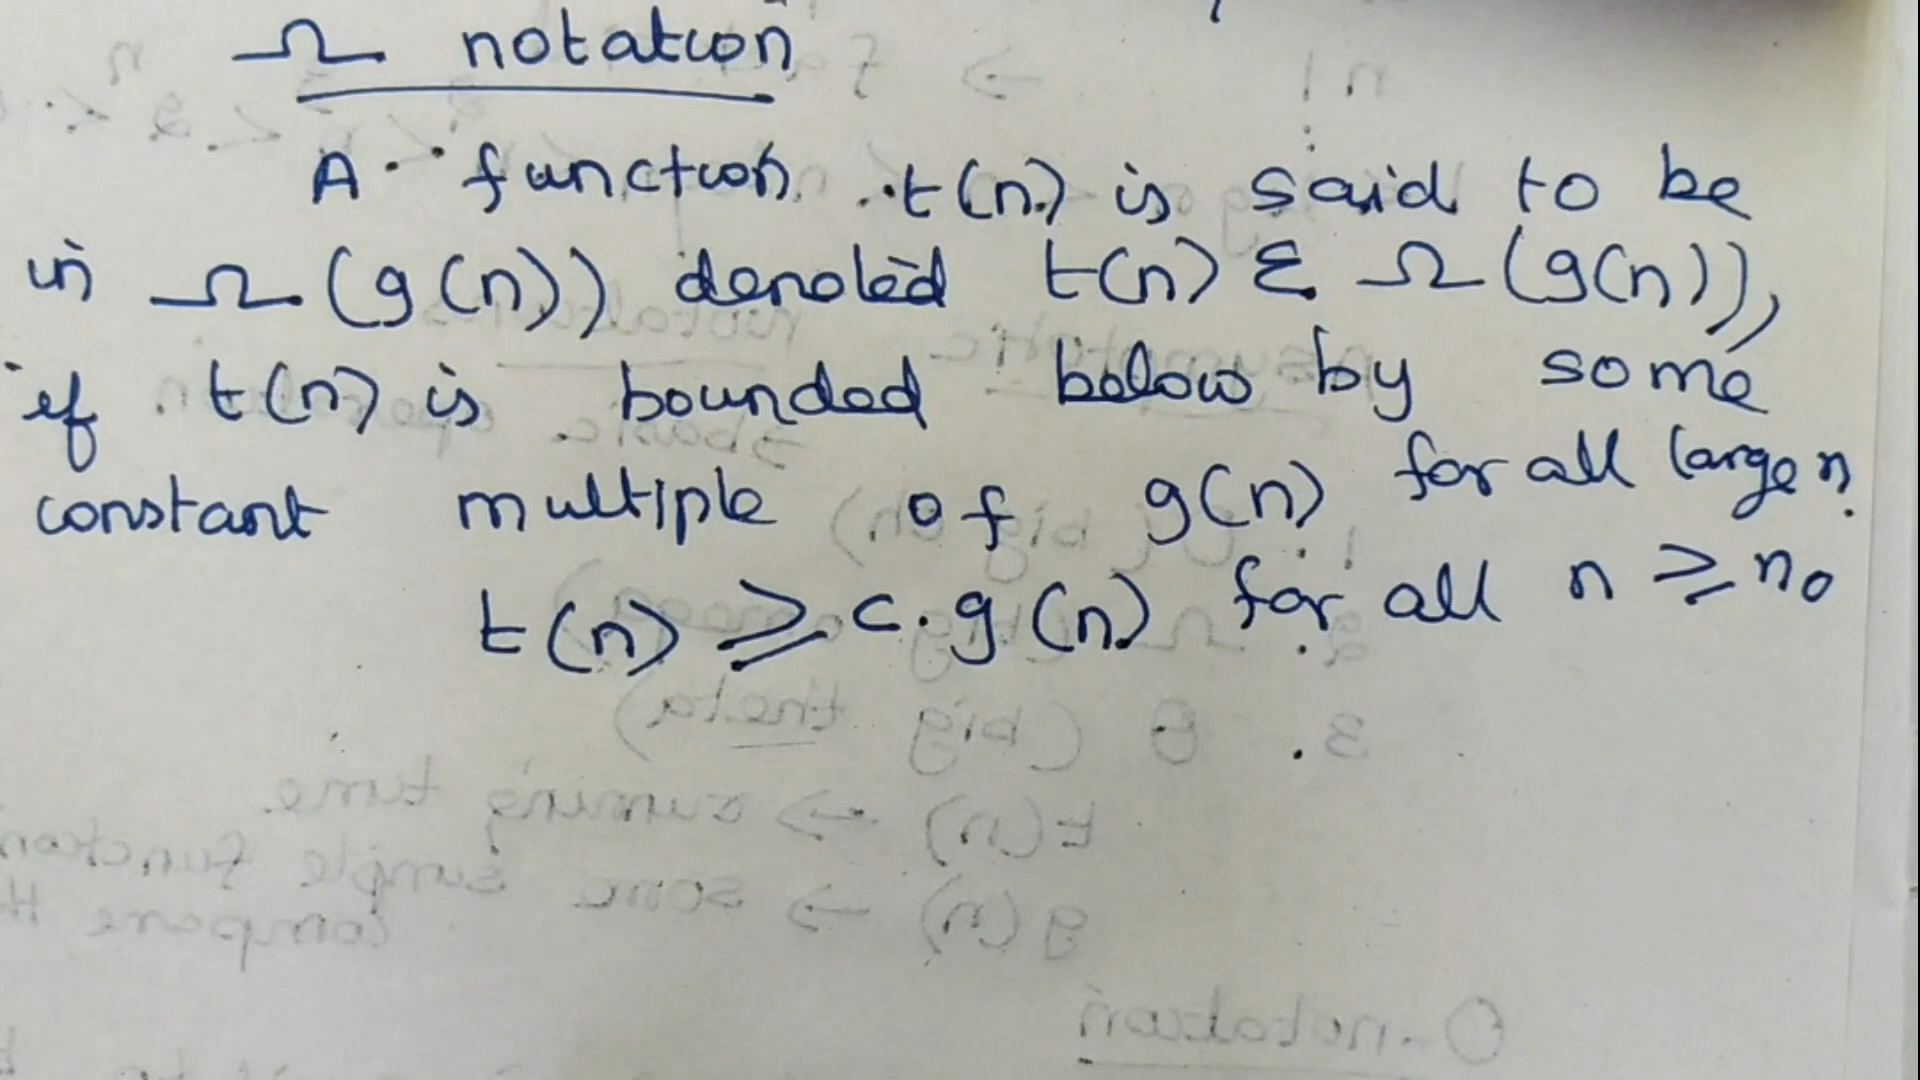 Ω notation
A function t(n) is said to be
in Ω(g(n)) denoted t(n) Ɛ Ω(g(n)),
if t(n) is bounded below by some
constant multiple of g(n) for all large n.
t(n) ≥ c.g(n) for all n ≥ n₀